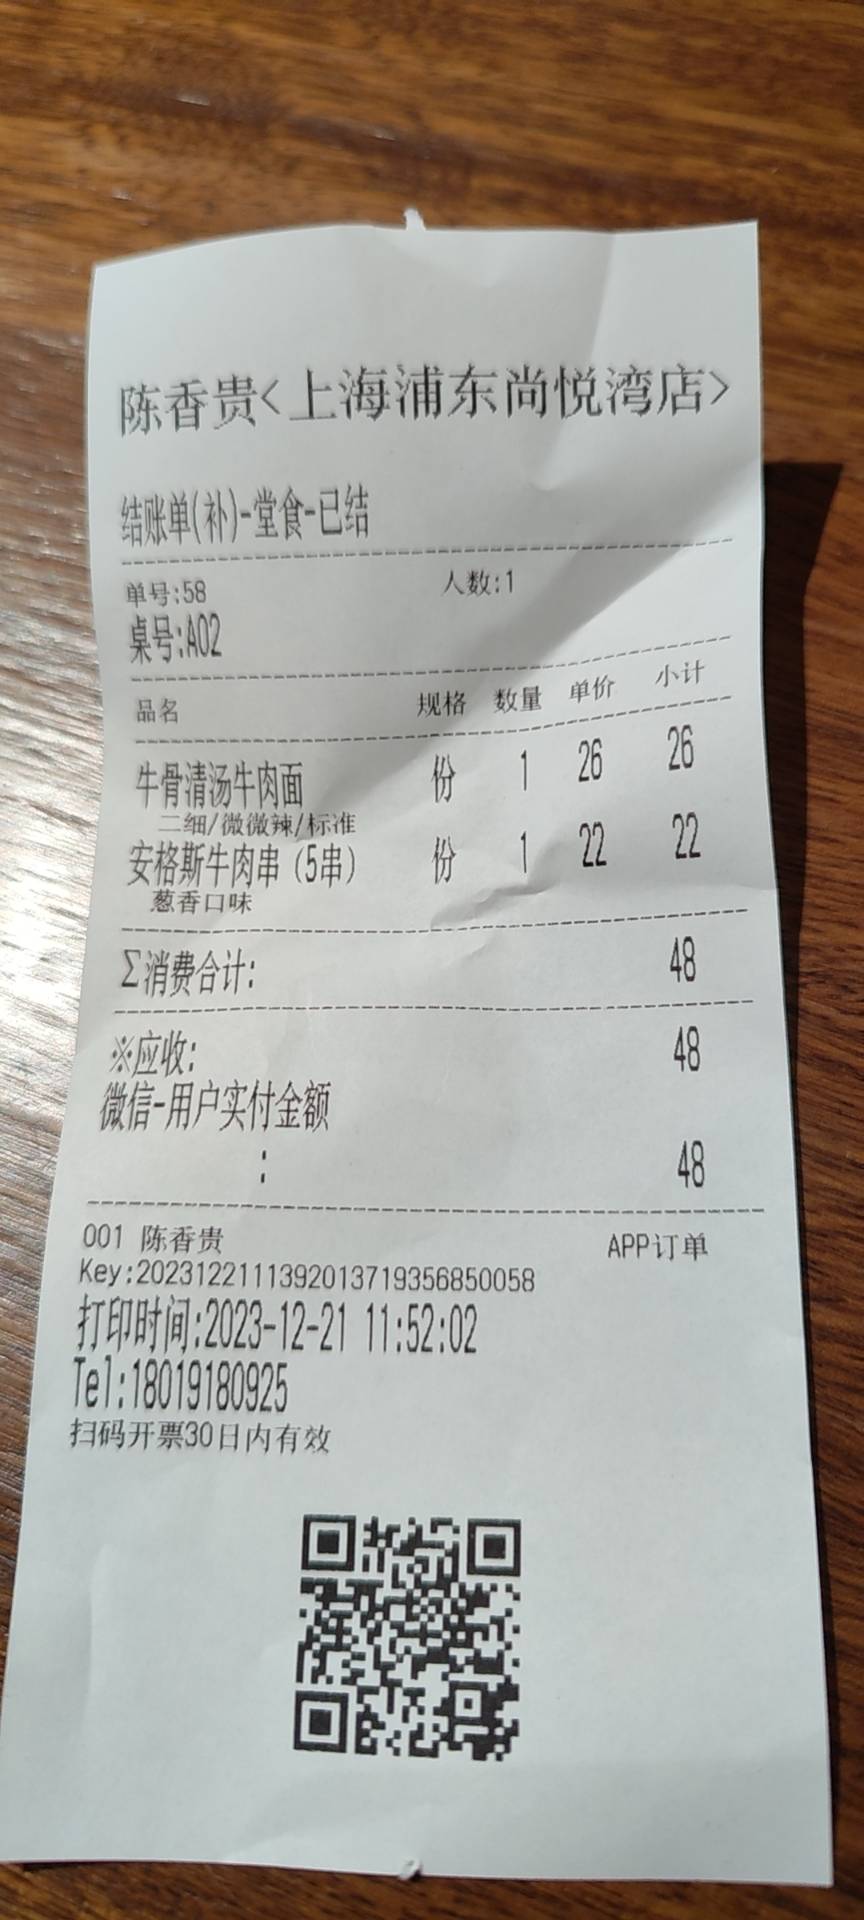 陈香贵<上海浦东尚悦湾店>
结账单(补)-堂食-已结
单号:58 人数:1
桌号:A02
品名 规格 数量 单价 小计
牛骨清汤牛肉面 份 1 26 26
二细/微微辣/标准
安格斯牛肉串（5串） 份 1 22 22
葱香口味
Σ消费合计: 48
※应收: 48
微信-用户实付金额
: 48
001 陈香贵 APP订单
Key:20231221113920137193568500​58
打印时间:2023-12-21 11:52:02
Tel:18019180925
扫码开票30日内有效